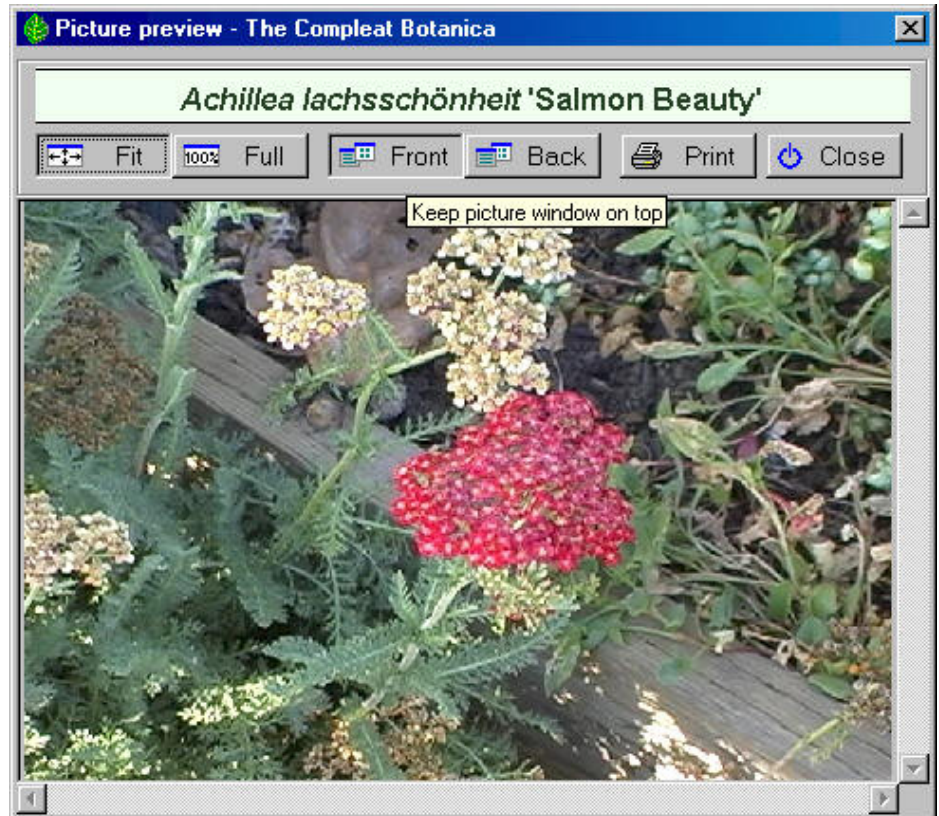 Picture preview - The Compleat Botanica
Achillea lachsschönheit 'Salmon Beauty'
Fit 100% Full Front Back Print Close
Keep picture window on top